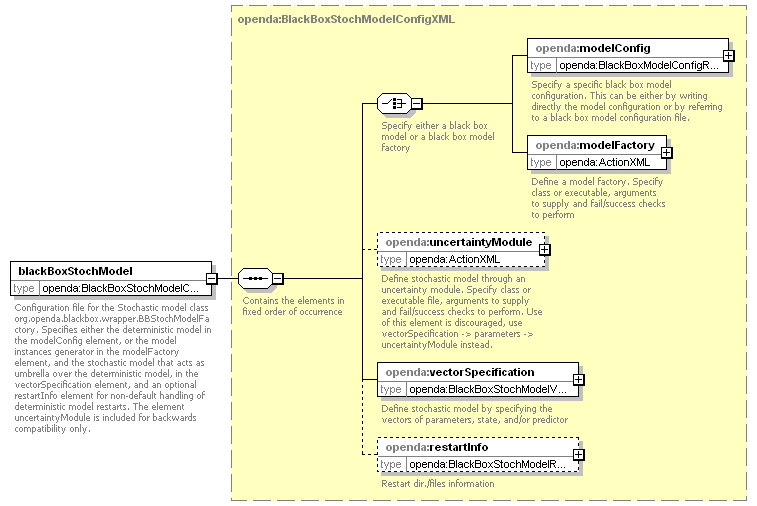 openda:BlackBoxStochModelConfigXML
openda:modelConfig
type openda:BlackBoxModelConfigR...
Specify a specific black box model
configuration. This can be either by writing
directly the model configuration or by referring
to a black box model configuration file.
Specify either a black box
model or a black box model
factory
openda:modelFactory
type openda:ActionXML
Define a model factory. Specify
class or executable, arguments
to supply and fail/success checks
to perform
openda:uncertaintyModule
type openda:ActionXML
Define stochastic model through an
uncertainty module. Specify class or
executable file, arguments to supply
and fail/success checks to perform. Use
of this element is discouraged, use
vectorSpecification -> parameters ->
uncertaintyModule instead.
blackBoxStochModel
type openda:BlackBoxStochModelC...
Configuration file for the Stochastic model class
org.openda.blackbox.wrapper.BBStochModelFa
ctory. Specifies either the deterministic model in
the modelConfig element, or the model
instances generator in the modelFactory
element, and the stochastic model that acts as
umbrella over the deterministic model, in the
vectorSpecification element, and an optional
restartInfo element for non-default handling of
deterministic model restarts. The element
uncertaintyModule is included for backwards
compatibility only.
Contains the elements in
fixed order of occurrence
openda:vectorSpecification
type openda:BlackBoxStochModelV...
Define stochastic model by specifying the
vectors of parameters, state, and/or predictor
openda:restartInfo
type openda:BlackBoxStochModelR...
Restart dir./files information